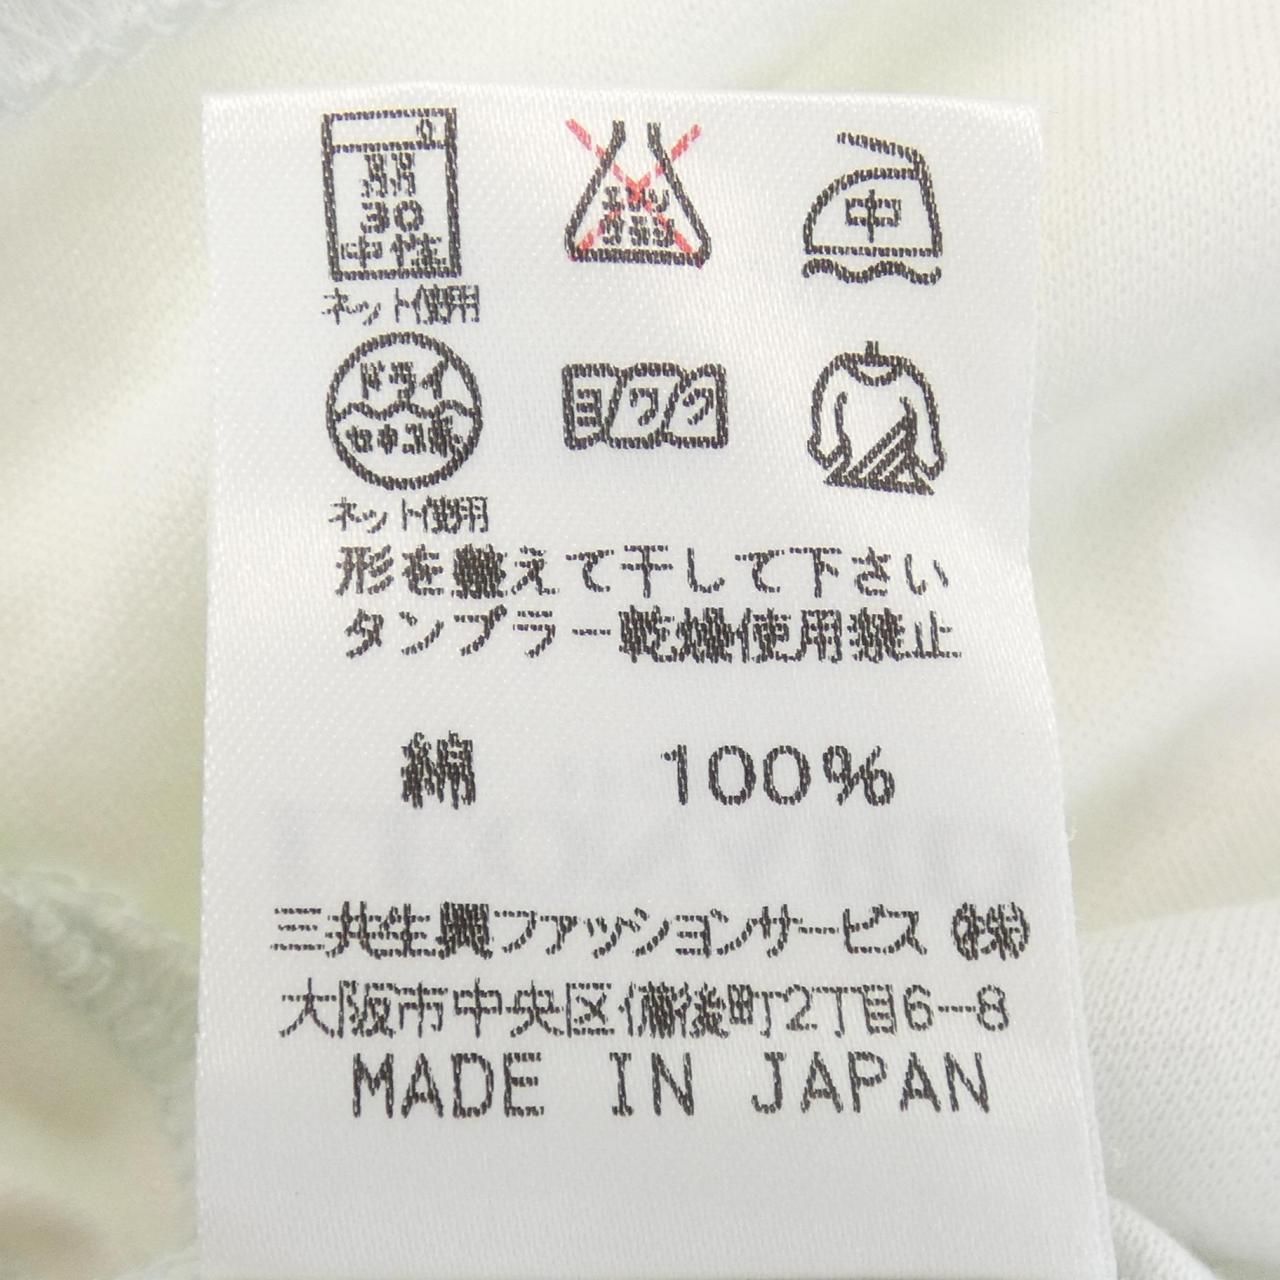 弱
30
中性
ネット使用
エンソ
サラシ
中
ドライ
セキユ系
ネット使用
ヨワク
形を整えて干して下さい
タンブラー乾燥使用禁止
綿 100%
三共生興ファッションサービス(株)
大阪市中央区備後町2丁目6-8
MADE IN JAPAN